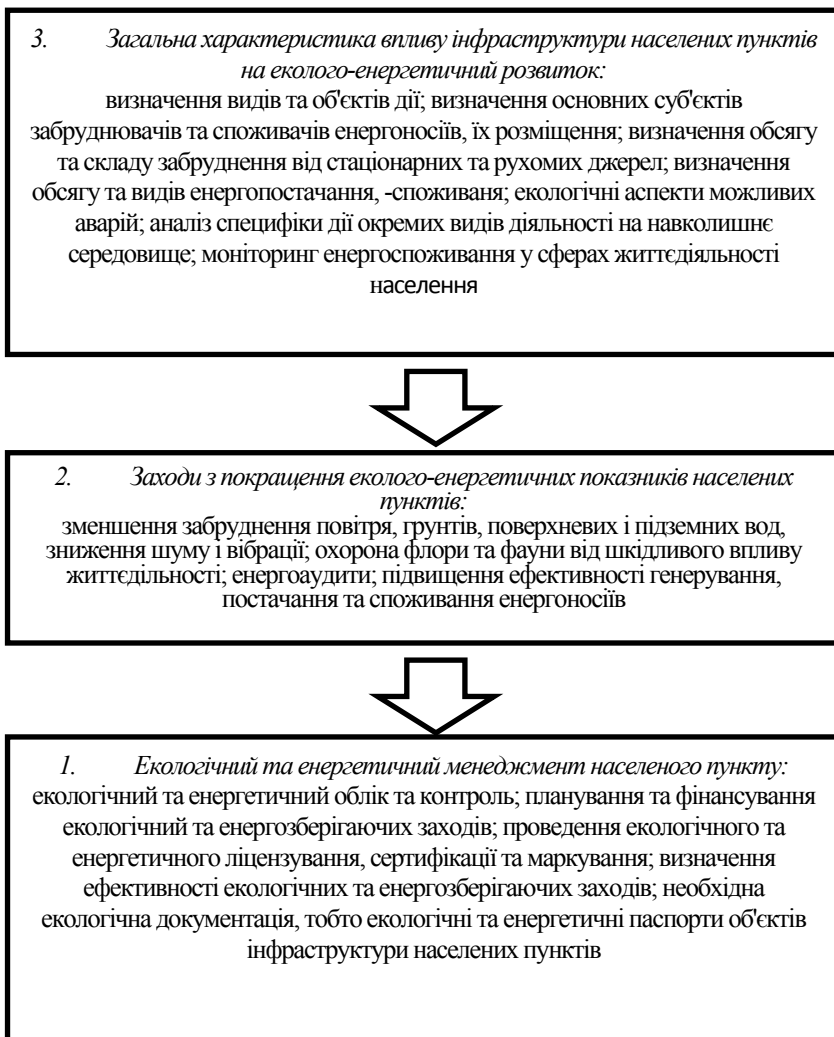 3. Загальна характеристика впливу інфраструктури населених пунктів
на еколого-енергетичний розвиток:
визначення видів та об'єктів дії; визначення основних суб'єктів
забруднювачів та споживачів енергоносіїв, їх розміщення; визначення обсягу
та складу забруднення від стаціонарних та рухомих джерел; визначення
обсягу та видів енергопостачання, -споживаня; екологічні аспекти можливих
аварій; аналіз специфіки дії окремих видів діяльності на навколишнє
середовище; моніторинг енергоспоживання у сферах життєдіяльності
населення
2. Заходи з покращення еколого-енергетичних показників населених
пунктів:
зменшення забруднення повітря, грунтів, поверхневих і підземних вод,
зниження шуму і вібрації; охорона флори та фауни від шкідливого впливу
життєдільності; енергоаудити; підвищення ефективності генерування,
постачання та споживання енергоносіїв
1. Екологічний та енергетичний менеджмент населеного пункту:
екологічний та енергетичний облік та контроль; планування та фінансування
екологічний та енергозберігаючих заходів; проведення екологічного та
енергетичного ліцензування, сертифікації та маркування; визначення
ефективності екологічних та енергозберігаючих заходів; необхідна
екологічна документація, тобто екологічні та енергетичні паспорти об'єктів
інфраструктури населених пунктів